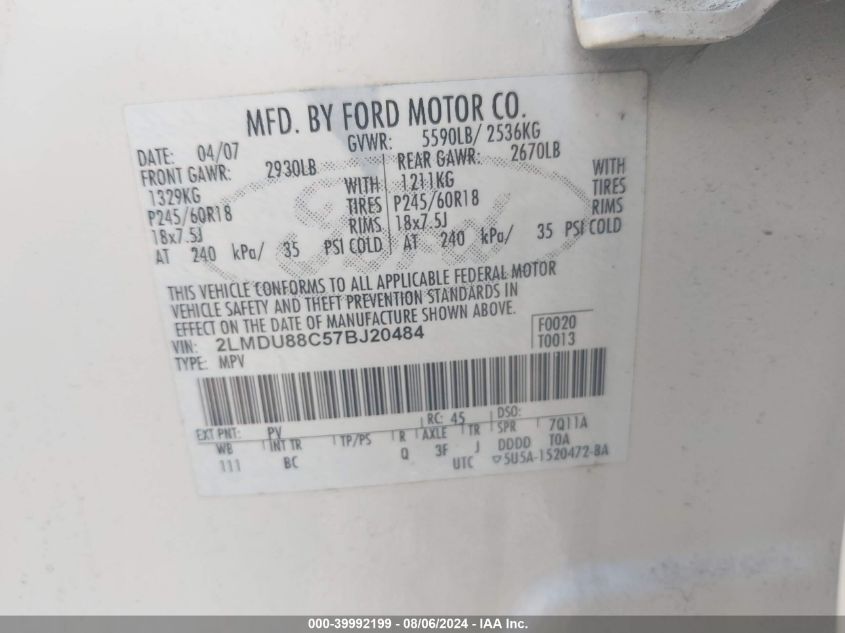 MFD. BY FORD MOTOR CO.
DATE: 04/07 GVWR: 5590LB/ 2536KG
FRONT GAWR: 2930LB REAR GAWR: 2670LB
1329KG WITH 1211KG WITH
P245/60R18 TIRES P245/60R18 TIRES
18x7.5J RIMS 18x7.5J RIMS
AT 240 kPa/ 35 PSI COLD AT 240 kPa/ 35 PSI COLD
Ford
THIS VEHICLE CONFORMS TO ALL APPLICABLE FEDERAL MOTOR
VEHICLE SAFETY AND THEFT PREVENTION STANDARDS IN
EFFECT ON THE DATE OF MANUFACTURE SHOWN ABOVE.
VIN: 2LMDU88C57BJ20484 F0020
TYPE: MPV T0013
EXT PNT: PV RC: 45 DSO:
WB INT TR TP/PS R AXLE TR SPR 7Q11A
111 BC Q 3F J DDDD TOA
UTC ▽5U5A-1520472-BA
000-39992199 - 08/06/2024 - IAA Inc.